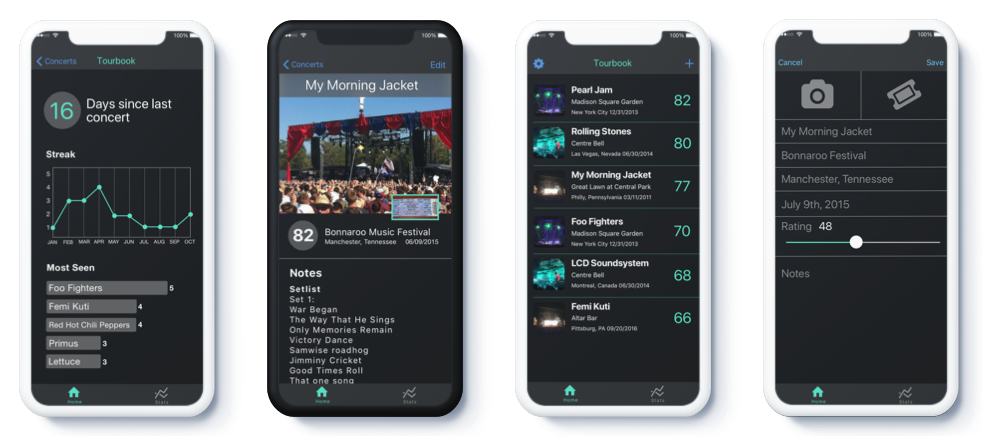 100%
Concerts
Tourbook
16
Days since last
concert
Streak
5
4
3
2
1
JAN FEB MAR APR MAY JUN JUL AUG SEP OCT
Most Seen
Foo Fighters 5
Femi Kuti 4
Red Hot Chili Peppers 4
Primus 3
Lettuce 3
Home
Stats
100%
Concerts
Edit
My Morning Jacket
82
Bonnaroo Music Festival
Manchester, Tennessee 06/09/2015
Notes
Setlist
Set 1:
War Began
The Way That He Sings
Only Memories Remain
Victory Dance
Samwise roadhog
Jimminy Cricket
Good Times Roll
That one song
Home
Stats
100%
Tourbook
+
Pearl Jam
Madison Square Garden
New York City 12/31/2013
82
Rolling Stones
Centre Bell
Las Vegas, Nevada 06/30/2014
80
My Morning Jacket
Great Lawn at Central Park
Philly, Pennsylvania 03/11/2011
77
Foo Fighters
Madison Square Garden
New York City 12/31/2013
70
LCD Soundsystem
Centre Bell
Montreal, Canada 06/30/2014
68
Femi Kuti
Altar Bar
Pittsburg, PA 09/20/2016
66
Home
Stats
100%
Cancel
Save
My Morning Jacket
Bonnaroo Festival
Manchester, Tennessee
July 9th, 2015
Rating 48
Notes
Home
Stats